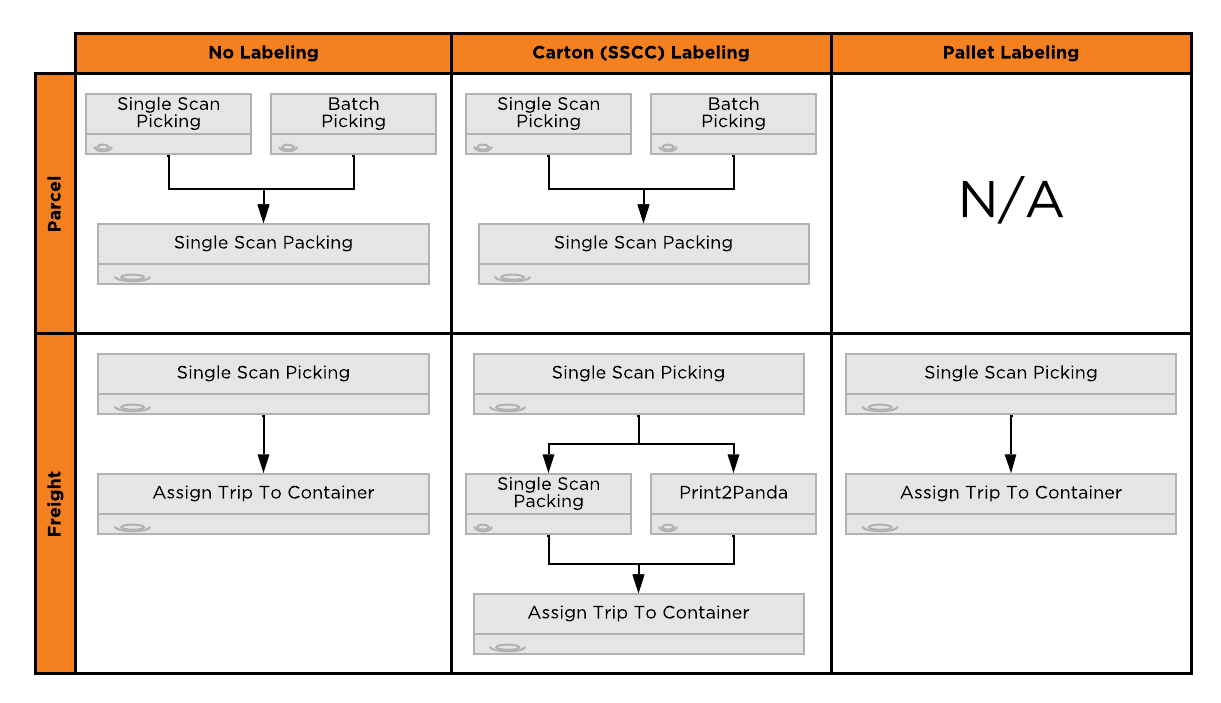 No Labeling
Carton (SSCC) Labeling
Pallet Labeling
Parcel
Single Scan
Picking
Batch
Picking
Single Scan Packing
Single Scan
Picking
Batch
Picking
Single Scan Packing
N/A
Freight
Single Scan Picking
Assign Trip To Container
Single Scan Picking
Single Scan
Packing
Print2Panda
Assign Trip To Container
Single Scan Picking
Assign Trip To Container